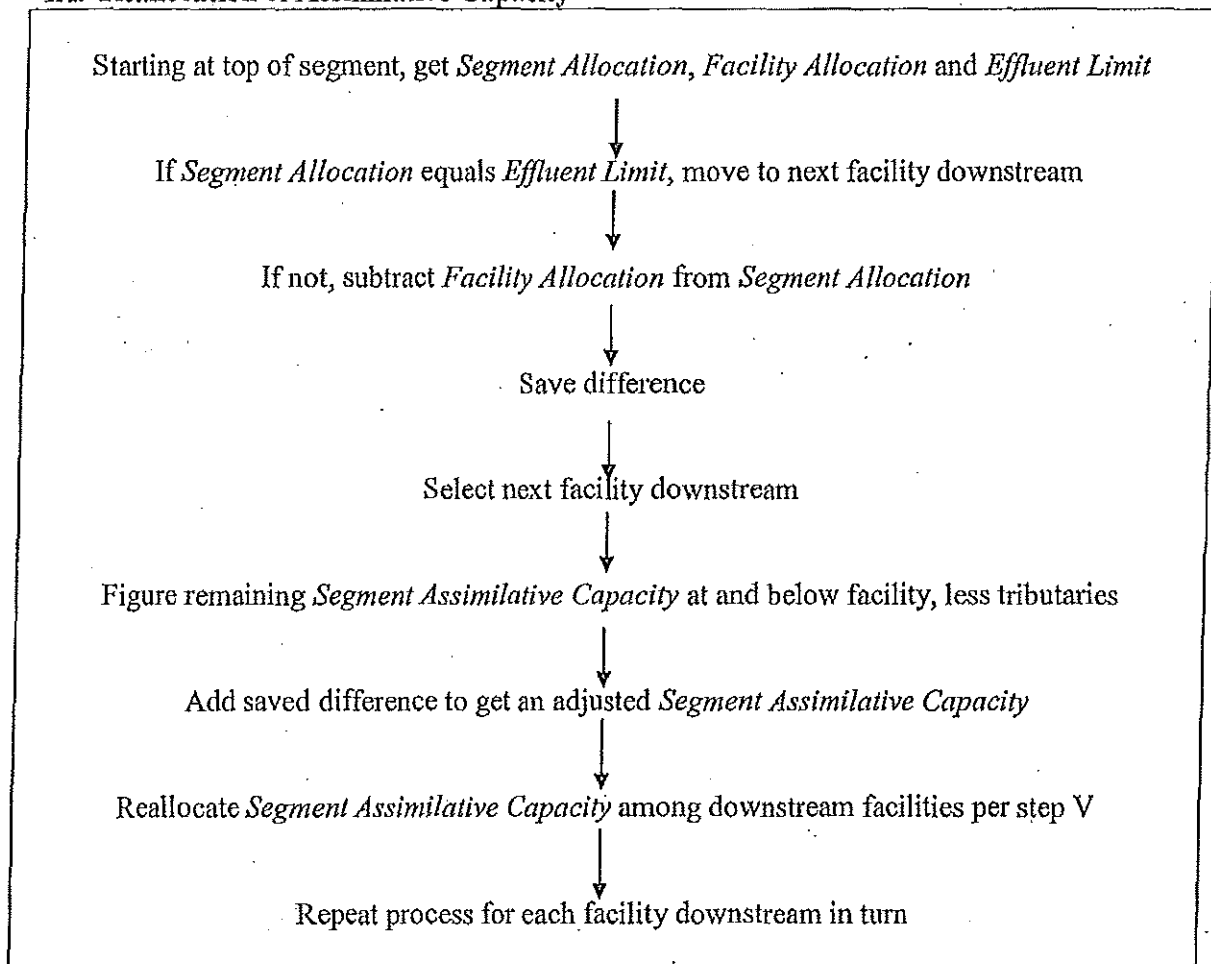 Reallocation of Assimilative Capacity
Starting at top of segment, get Segment Allocation, Facility Allocation and Effluent Limit
If Segment Allocation equals Effluent Limit, move to next facility downstream
If not, subtract Facility Allocation from Segment Allocation
Save difference
Select next facility downstream
Figure remaining Segment Assimilative Capacity at and below facility, less tributaries
Add saved difference to get an adjusted Segment Assimilative Capacity
Reallocate Segment Assimilative Capacity among downstream facilities per step V
Repeat process for each facility downstream in turn